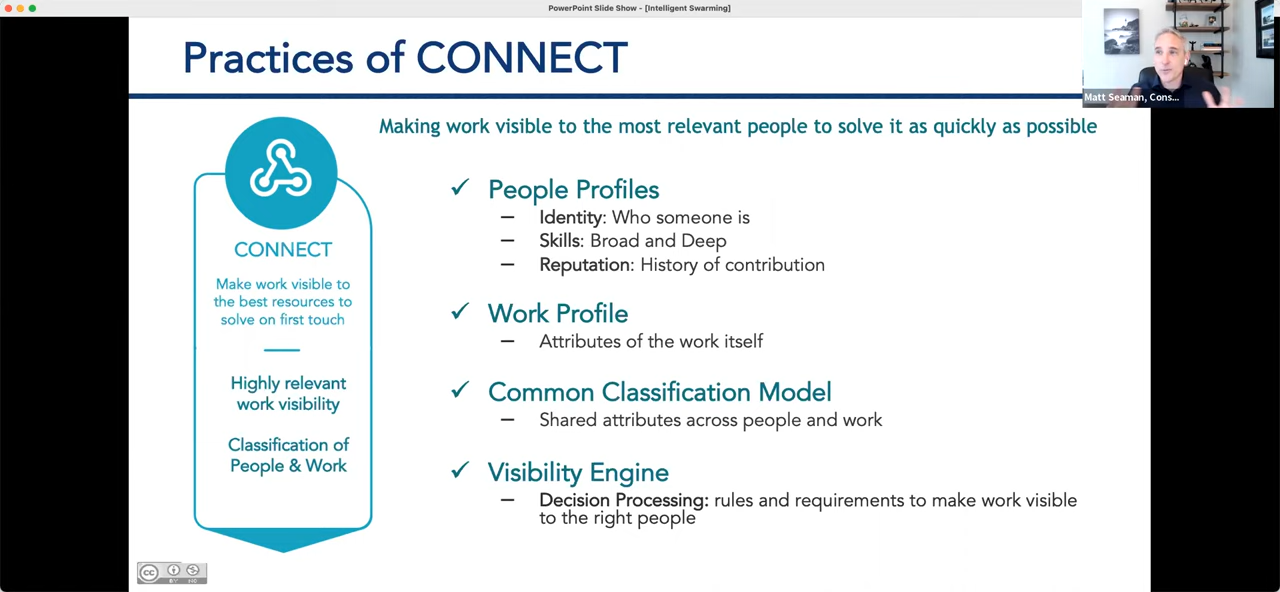 PowerPoint Slide Show - [Intelligent Swarming]
Practices of CONNECT
Matt Seaman, Cons...
Making work visible to the most relevant people to solve it as quickly as possible
CONNECT
Make work visible to
the best resources to
solve on first touch
Highly relevant
work visibility
Classification of
People & Work
✓ People Profiles
– Identity: Who someone is
– Skills: Broad and Deep
– Reputation: History of contribution
✓ Work Profile
– Attributes of the work itself
✓ Common Classification Model
– Shared attributes across people and work
✓ Visibility Engine
– Decision Processing: rules and requirements to make work visible
to the right people
cc
BY